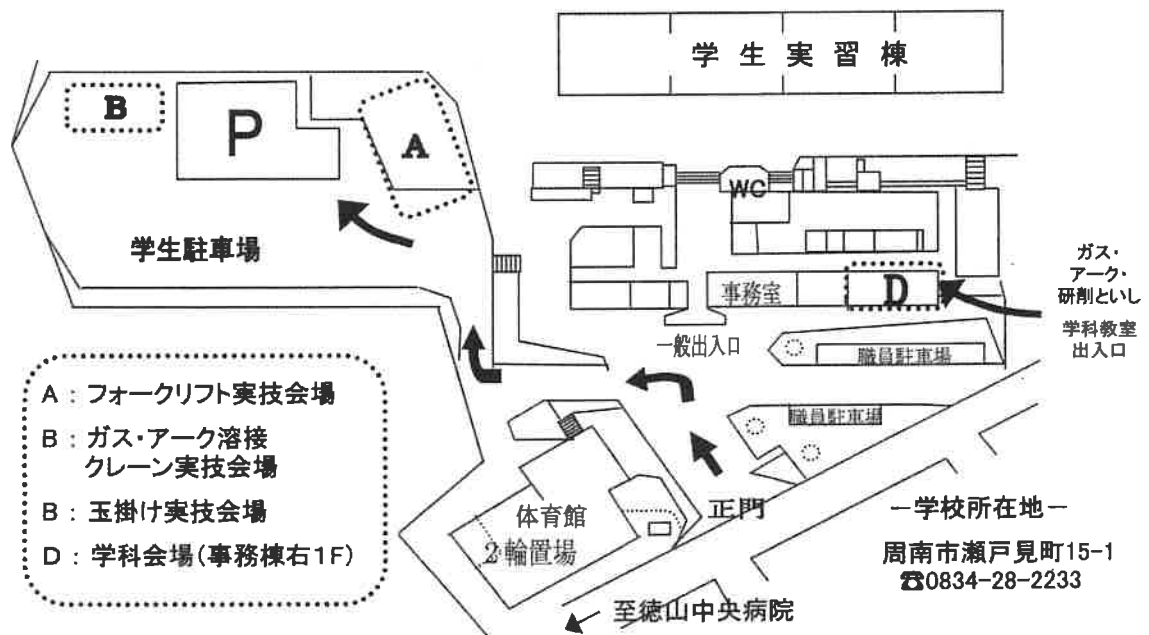 学生実習棟
B
P
A
WC
学生駐車場
ガス・
アーク・
研削といし
学科教室
出入口
事務室
D
一般出入口
職員駐車場
職員駐車場
A：フォークリフト実技会場
B：ガス・アーク溶接
クレーン実技会場
B：玉掛け実技会場
D：学科会場(事務棟右1F)
体育館
2輪置場
正門
－学校所在地－
周南市瀬戸見町15-1
☎0834-28-2233
至徳山中央病院